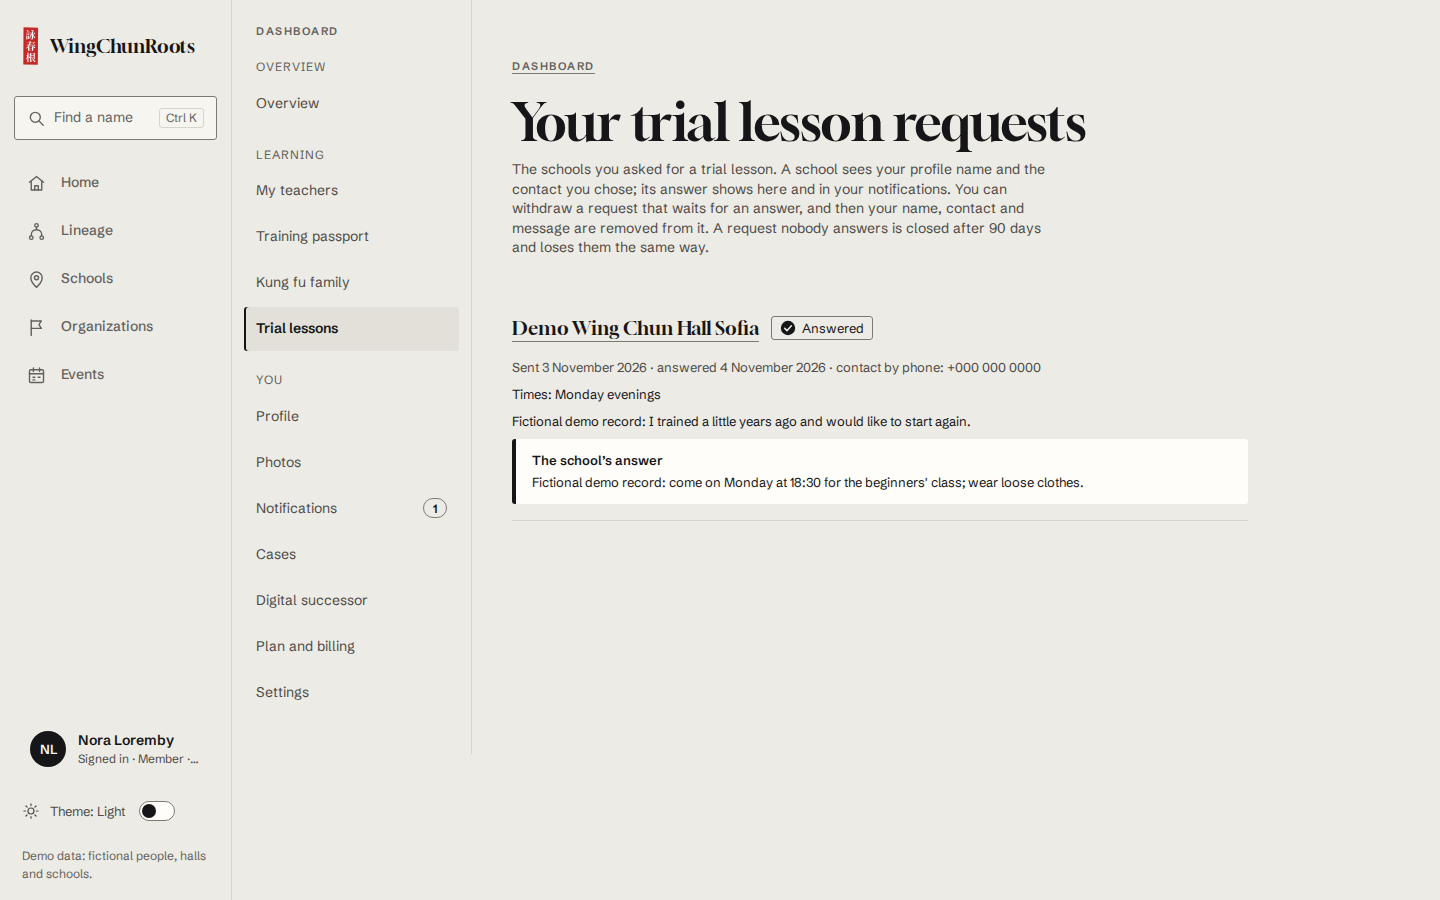 詠春根
WingChunRoots
Find a name
Ctrl K
Home
Lineage
Schools
Organizations
Events
Nora Loremby
NL
Signed in · Member ·...
Theme: Light
Demo data: fictional people, halls
and schools.
DASHBOARD
OVERVIEW
Overview
LEARNING
My teachers
Training passport
Kung fu family
Trial lessons
YOU
Profile
Photos
Notifications
1
Cases
Digital successor
Plan and billing
Settings
DASHBOARD
Your trial lesson requests
The schools you asked for a trial lesson. A school sees your profile name and the
contact you chose; its answer shows here and in your notifications. You can
withdraw a request that waits for an answer, and then your name, contact and
message are removed from it. A request nobody answers is closed after 90 days
and loses them the same way.
Demo Wing Chun Hall Sofia
Answered
Sent 3 November 2026 · answered 4 November 2026 · contact by phone: +000 000 0000
Times: Monday evenings
Fictional demo record: I trained a little years ago and would like to start again.
The school’s answer
Fictional demo record: come on Monday at 18:30 for the beginners' class; wear loose clothes.